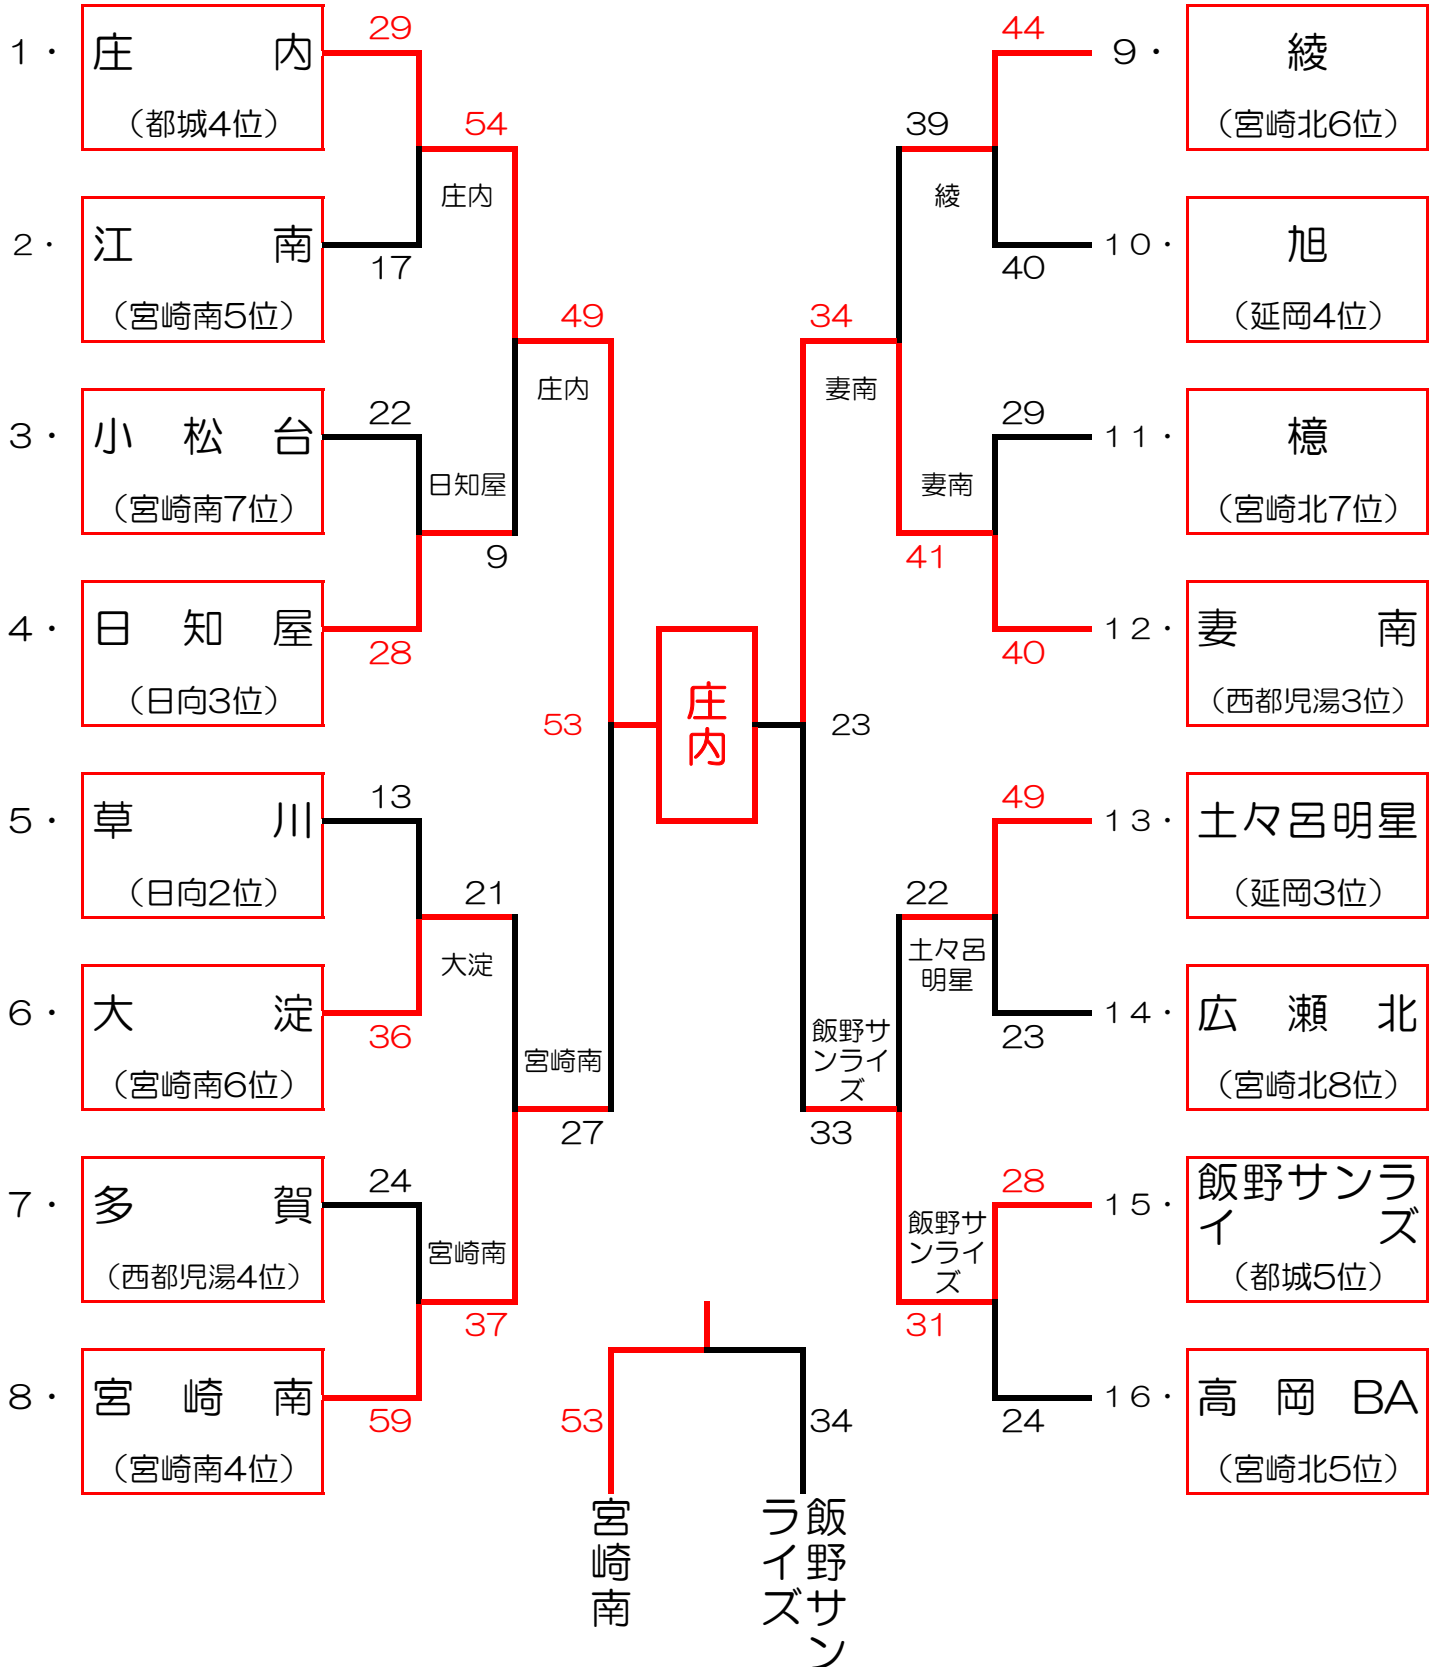 1・
庄内
（都城4位）
2・
江南
（宮崎南5位）
3・
小松台
（宮崎南7位）
4・
日知屋
（日向3位）
5・
草川
（日向2位）
6・
大淀
（宮崎南6位）
7・
多賀
（西都児湯4位）
8・
宮崎南
（宮崎南4位）
29
17
22
28
13
36
24
59
54
庄内
日知屋
9
21
大淀
宮崎南
37
49
庄内
宮崎南
27
53
庄内
23
34
妻南
飯野サ
ンライ
ズ
33
39
綾
妻南
41
22
土々呂
明星
飯野サ
ンライ
ズ
31
44
40
29
40
49
23
28
24
9・
綾
（宮崎北6位）
10・
旭
（延岡4位）
11・
檍
（宮崎北7位）
12・
妻南
（西都児湯3位）
13・
土々呂明星
（延岡3位）
14・
広瀬北
（宮崎北8位）
15・
飯野サンラ
イズ
（都城5位）
16・
高岡BA
（宮崎北5位）
53
34
宮崎南
飯野サン
ライズ